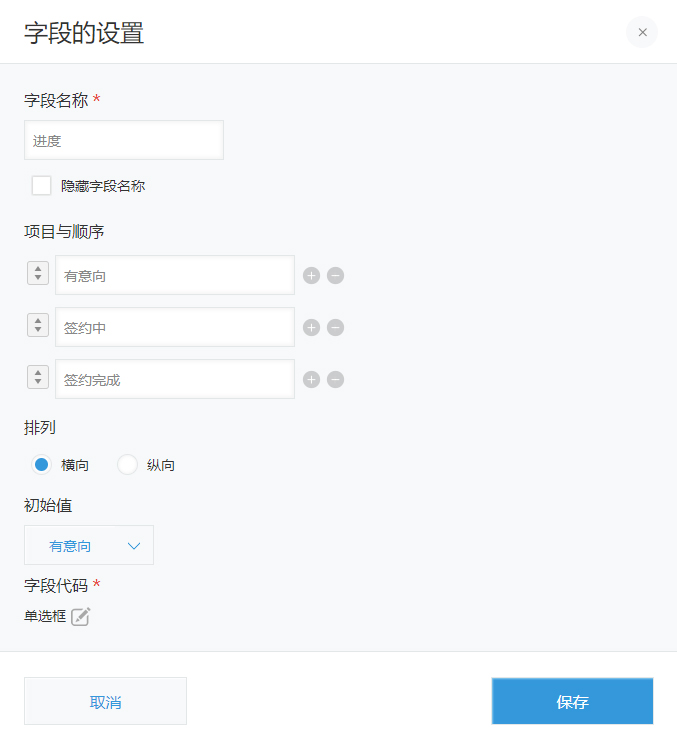 字段的设置
字段名称 *
进度
隐藏字段名称
项目与顺序
有意向
签约中
签约完成
排列
横向 纵向
初始值
有意向
字段代码 *
单选框
取消 保存